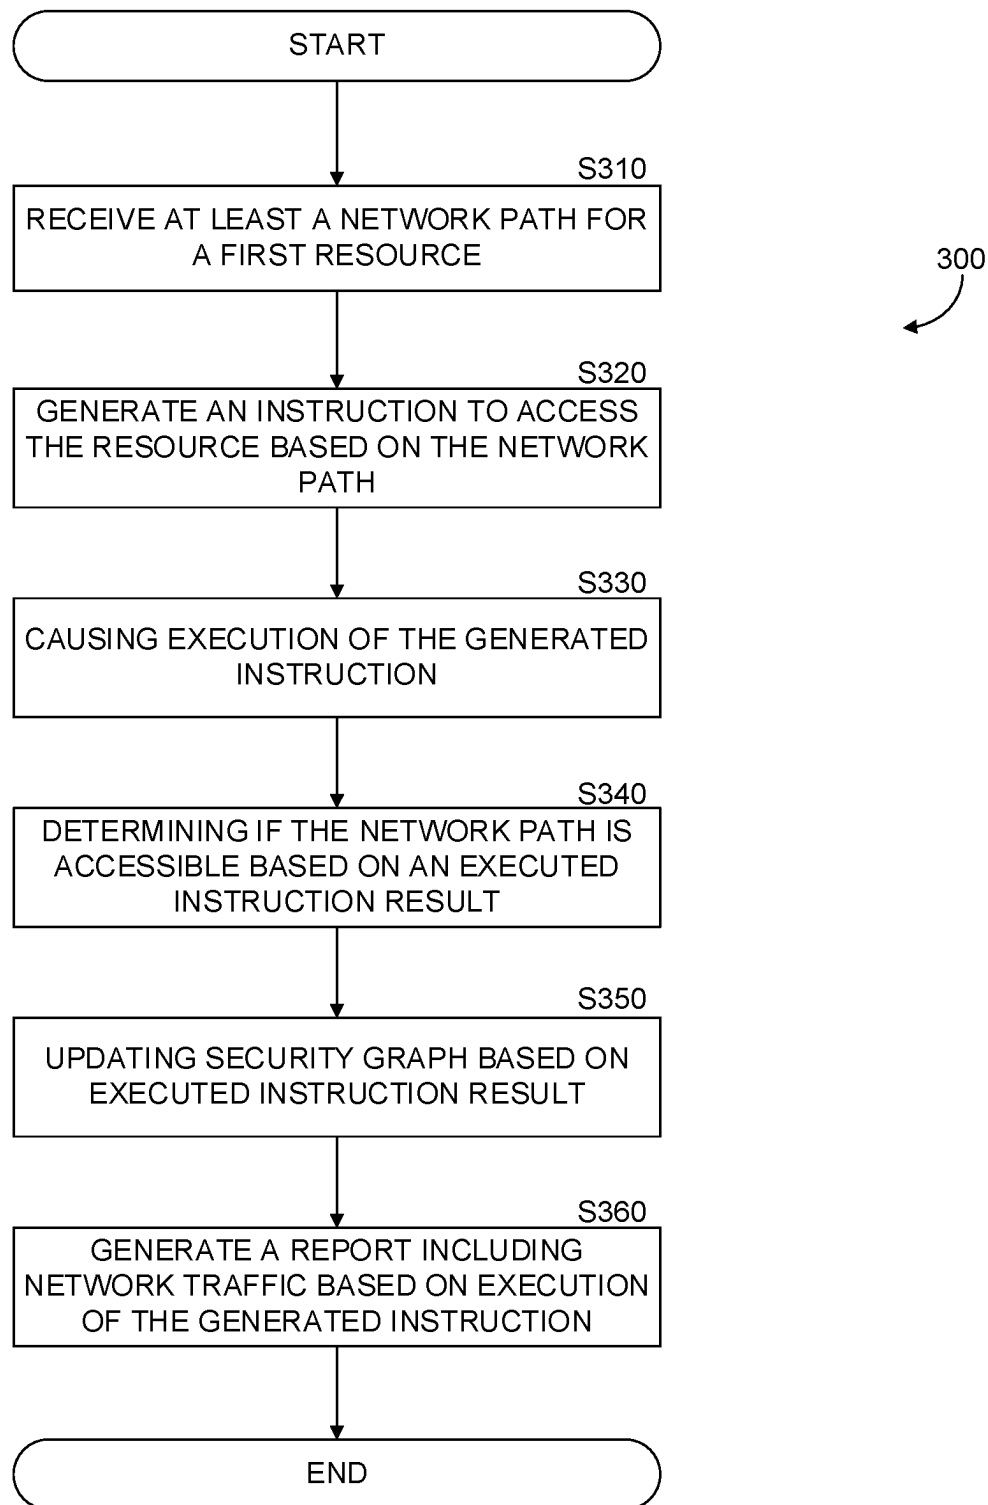 START
S310
RECEIVE AT LEAST A NETWORK PATH FOR
A FIRST RESOURCE
300
S320
GENERATE AN INSTRUCTION TO ACCESS
THE RESOURCE BASED ON THE NETWORK
PATH
S330
CAUSING EXECUTION OF THE GENERATED
INSTRUCTION
S340
DETERMINING IF THE NETWORK PATH IS
ACCESSIBLE BASED ON AN EXECUTED
INSTRUCTION RESULT
S350
UPDATING SECURITY GRAPH BASED ON
EXECUTED INSTRUCTION RESULT
S360
GENERATE A REPORT INCLUDING
NETWORK TRAFFIC BASED ON EXECUTION
OF THE GENERATED INSTRUCTION
END